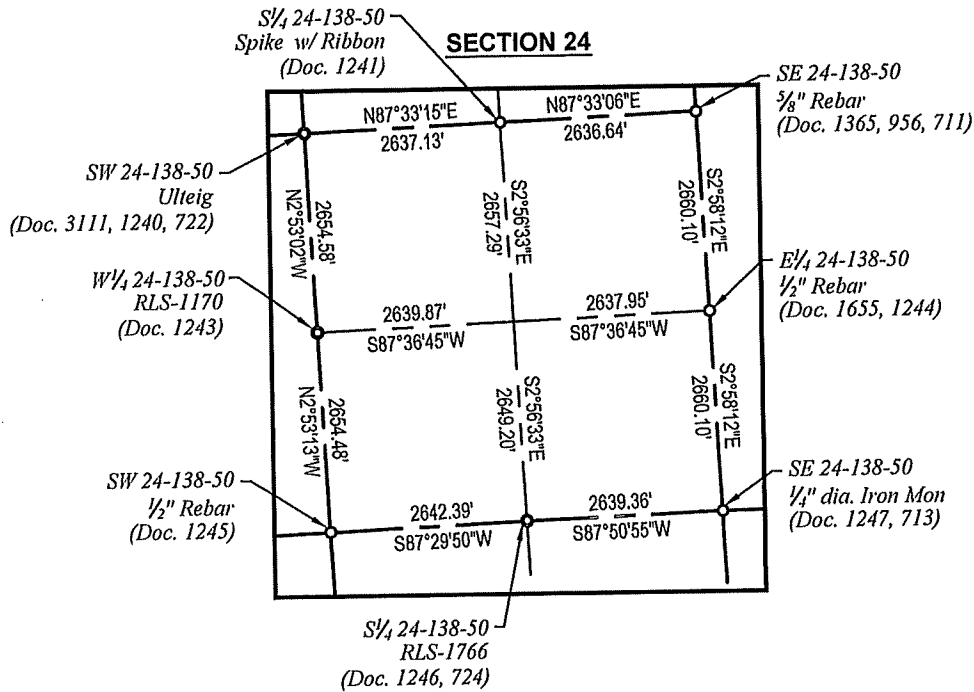 S¼ 24-138-50
Spike w/ Ribbon
(Doc. 1241)
SECTION 24
SE 24-138-50
⅝" Rebar
(Doc. 1365, 956, 711)
N87°33'15"E
2637.13'
N87°33'06"E
2636.64'
SW 24-138-50
Ulteig
(Doc. 3111, 1240, 722)
2654.58'
N2°53'02"W
S2°56'33"E
2657.29'
S2°58'12"E
2660.10'
W¼ 24-138-50
RLS-1170
(Doc. 1243)
E¼ 24-138-50
½" Rebar
(Doc. 1655, 1244)
2639.87'
S87°36'45"W
2637.95'
S87°36'45"W
2654.48'
N2°53'13"W
S2°56'33"E
2649.20'
S2°58'12"E
2660.10'
SW 24-138-50
½" Rebar
(Doc. 1245)
SE 24-138-50
¼" dia. Iron Mon
(Doc. 1247, 713)
2642.39'
S87°29'50"W
2639.36'
S87°50'55"W
S¼ 24-138-50
RLS-1766
(Doc. 1246, 724)